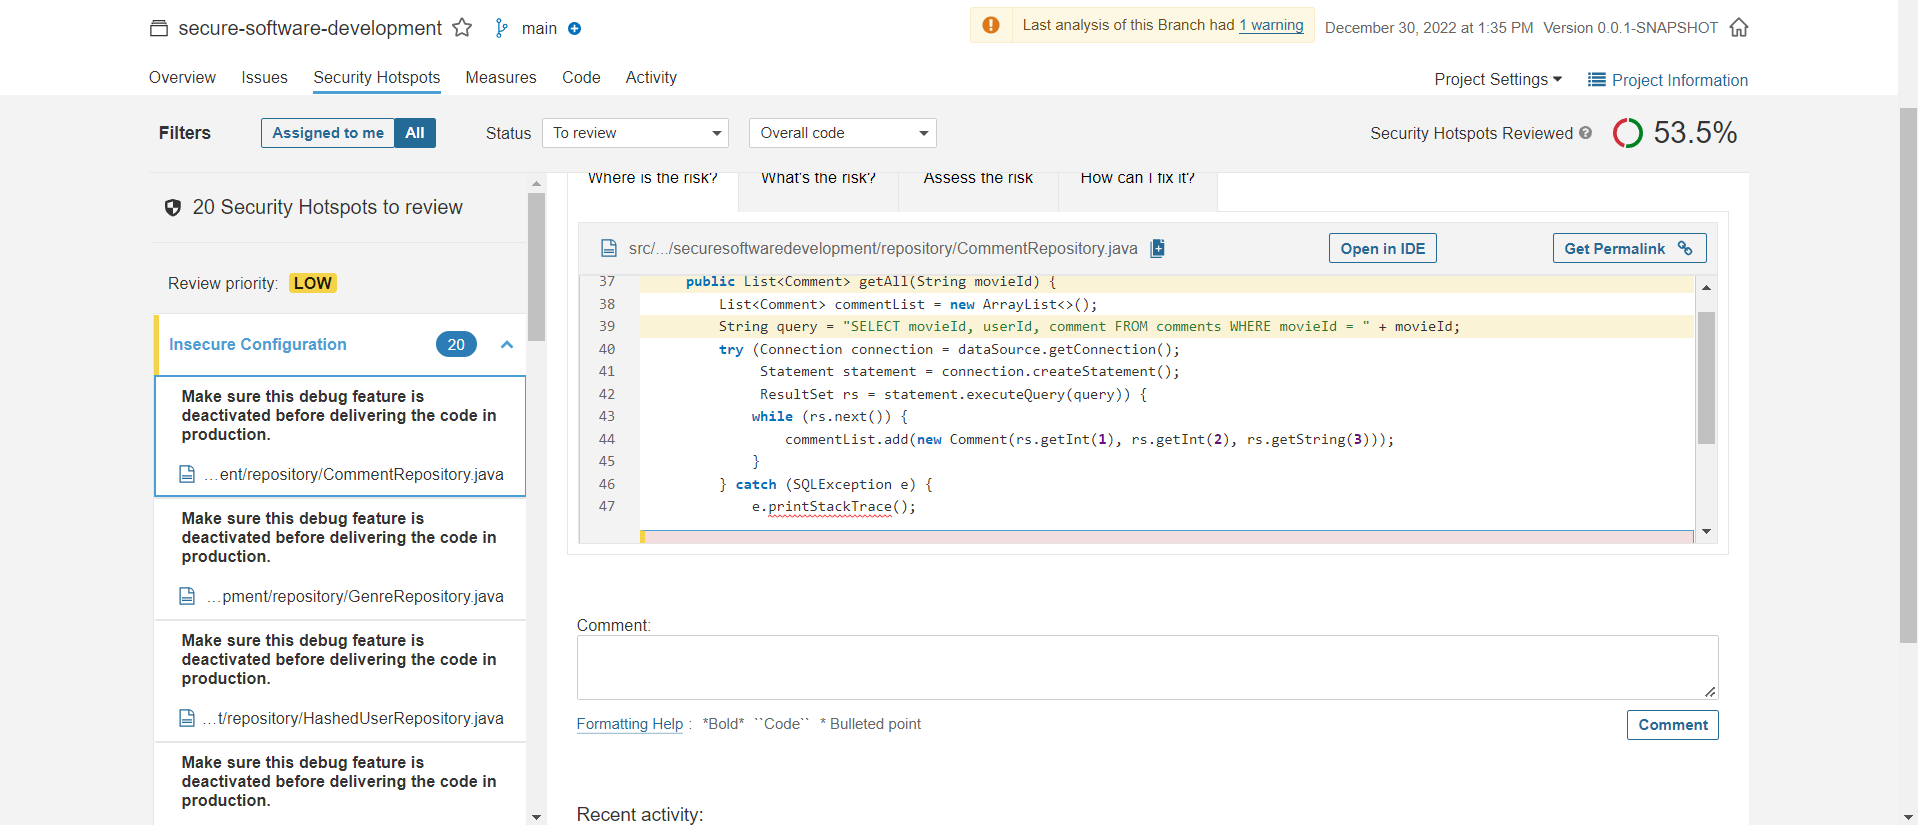 secure-software-development main
Last analysis of this Branch had 1 warning December 30, 2022 at 1:35 PM Version 0.0.1-SNAPSHOT
Overview Issues Security Hotspots Measures Code Activity
Project Settings Project Information
Filters Assigned to me All Status To review Overall code Security Hotspots Reviewed ? 53.5%
20 Security Hotspots to review
Review priority: LOW
Insecure Configuration 20
Make sure this debug feature is
deactivated before delivering the code in
production.
...ent/repository/CommentRepository.java
Make sure this debug feature is
deactivated before delivering the code in
production.
...pment/repository/GenreRepository.java
Make sure this debug feature is
deactivated before delivering the code in
production.
...t/repository/HashedUserRepository.java
Make sure this debug feature is
deactivated before delivering the code in
production.
Where is the risk? What's the risk? Assess the risk How can I fix it?
src/.../securesoftwaredevelopment/repository/CommentRepository.java Open in IDE Get Permalink
37 public List<Comment> getAll(String movieId) {
38 List<Comment> commentList = new ArrayList<>();
39 String query = "SELECT movieId, userId, comment FROM comments WHERE movieId = " + movieId;
40 try (Connection connection = dataSource.getConnection();
41 Statement statement = connection.createStatement();
42 ResultSet rs = statement.executeQuery(query)) {
43 while (rs.next()) {
44 commentList.add(new Comment(rs.getInt(1), rs.getInt(2), rs.getString(3)));
45 }
46 } catch (SQLException e) {
47 e.printStackTrace();
Comment:
Formatting Help : *Bold* ``Code`` * Bulleted point
Comment
Recent activity: